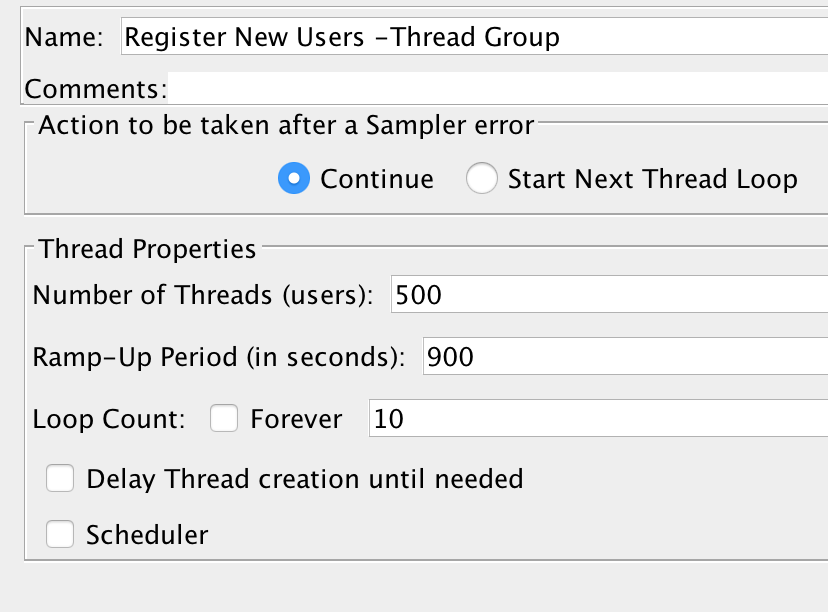 Name: Register New Users -Thread Group
Comments:
Action to be taken after a Sampler error
Continue Start Next Thread Loop
Thread Properties
Number of Threads (users): 500
Ramp-Up Period (in seconds): 900
Loop Count: Forever 10
Delay Thread creation until needed
Scheduler